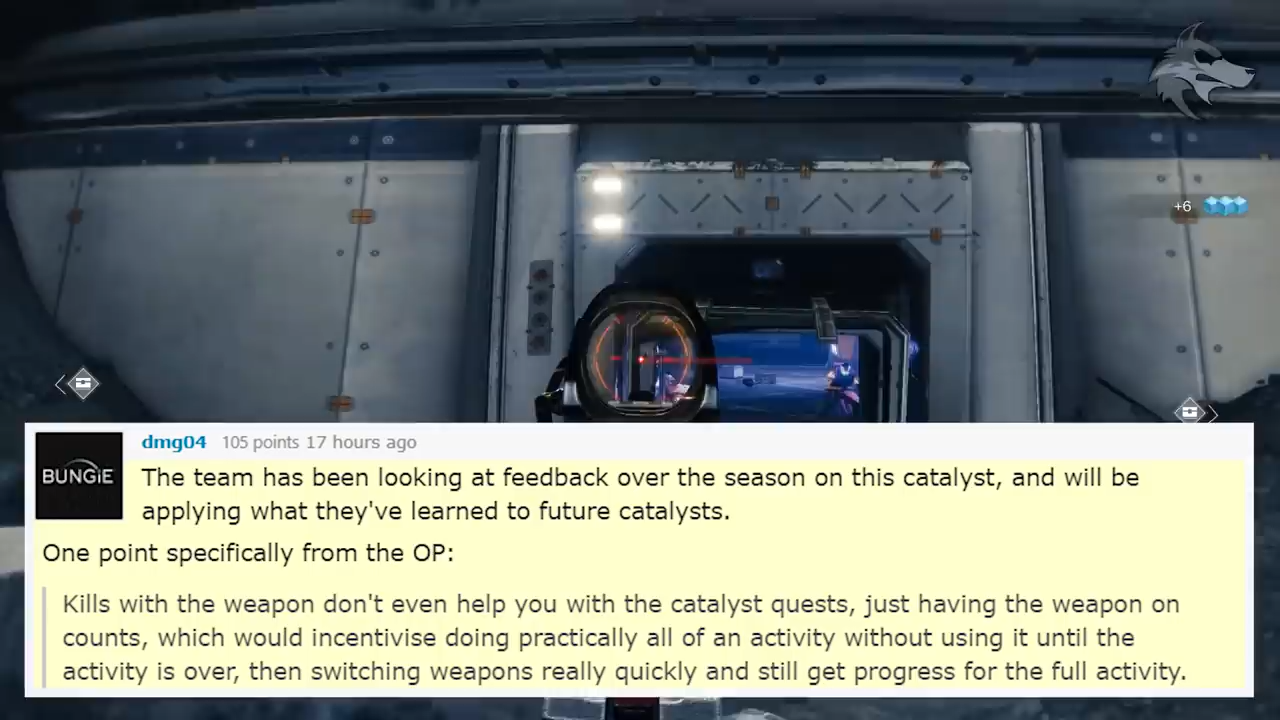 +6
BUNGiE
dmg04 105 points 17 hours ago
The team has been looking at feedback over the season on this catalyst, and will be
applying what they've learned to future catalysts.
One point specifically from the OP:
Kills with the weapon don't even help you with the catalyst quests, just having the weapon on
counts, which would incentivise doing practically all of an activity without using it until the
activity is over, then switching weapons really quickly and still get progress for the full activity.